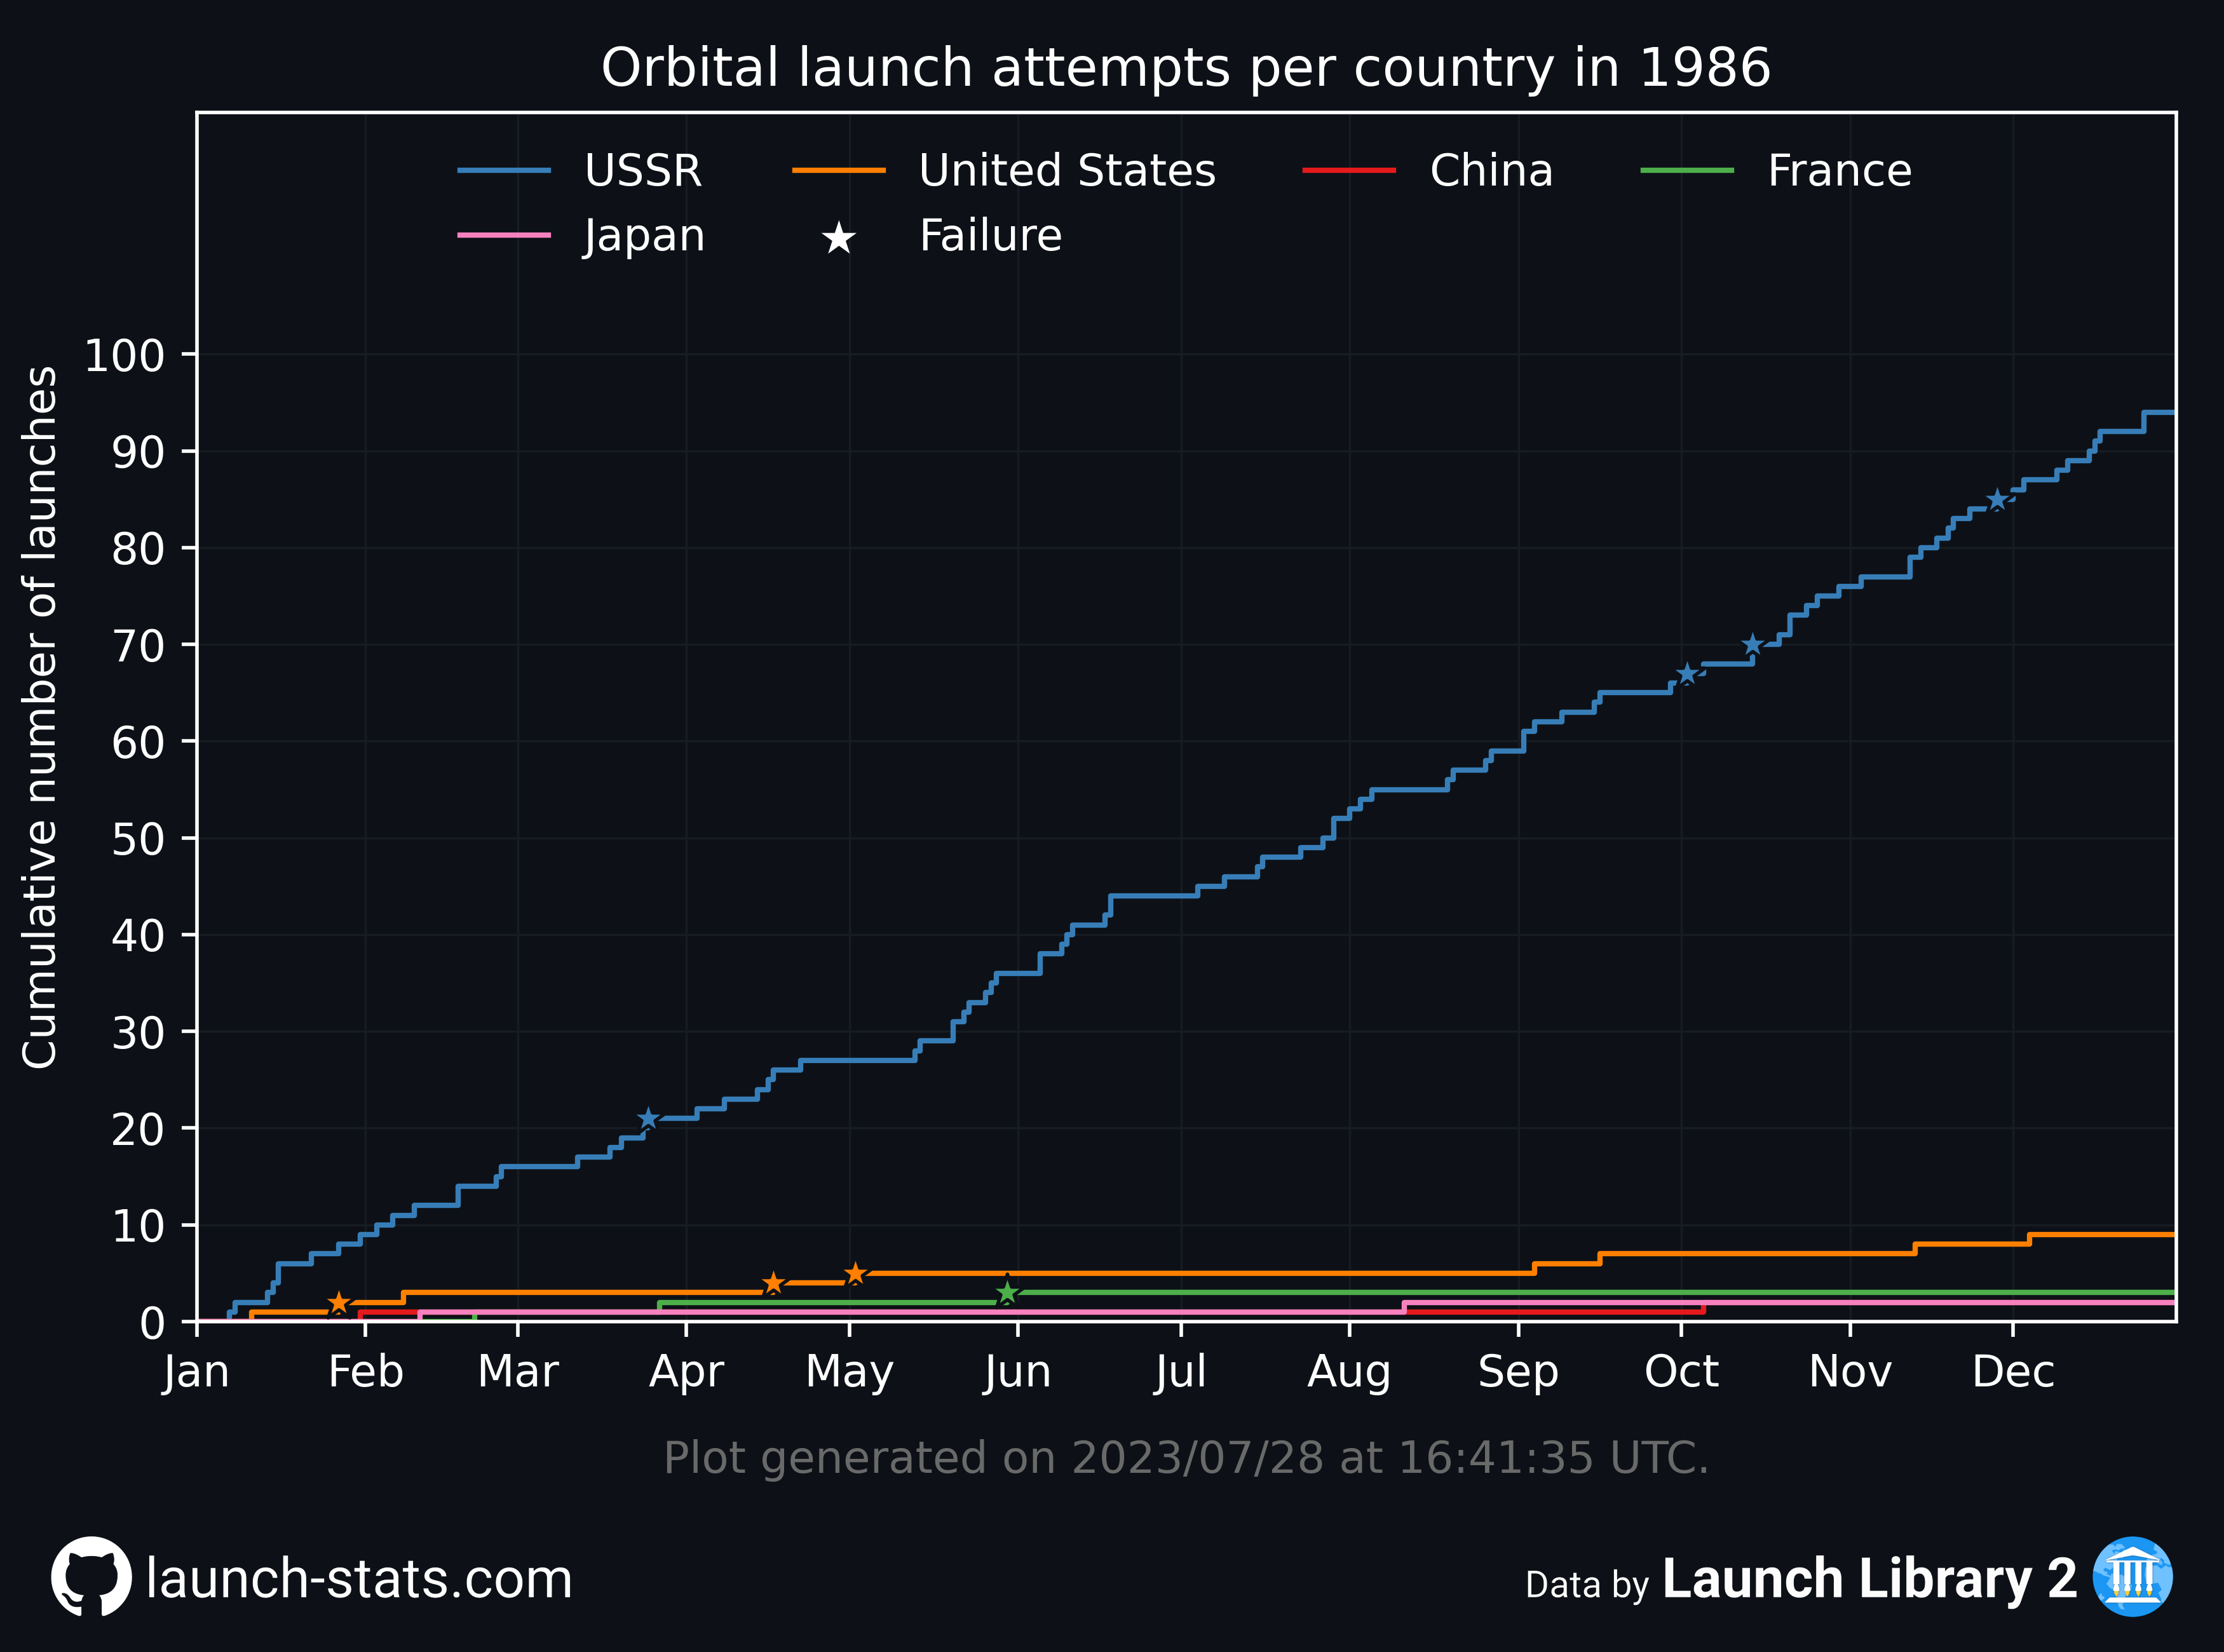 Orbital launch attempts per country in 1986
USSR United States China France
Japan Failure
Cumulative number of launches
100
90
80
70
60
50
40
30
20
10
0
Jan Feb Mar Apr May Jun Jul Aug Sep Oct Nov Dec
Plot generated on 2023/07/28 at 16:41:35 UTC.
launch-stats.com
Data by Launch Library 2